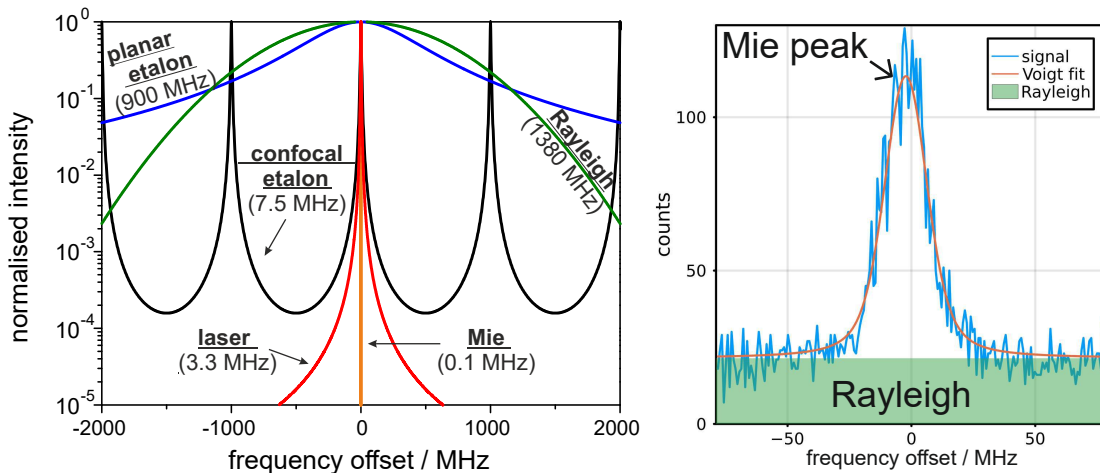 normalised intensity
10^0
10^-1
10^-2
10^-3
10^-4
10^-5
planar
etalon
(900 MHz)
confocal
etalon
(7.5 MHz)
Rayleigh
(1380 MHz)
laser
(3.3 MHz)
Mie
(0.1 MHz)
-2000
-1000
0
1000
2000
frequency offset / MHz
Mie peak
signal
Voigt fit
Rayleigh
counts
100
50
0
Rayleigh
−50
0
50
frequency offset / MHz